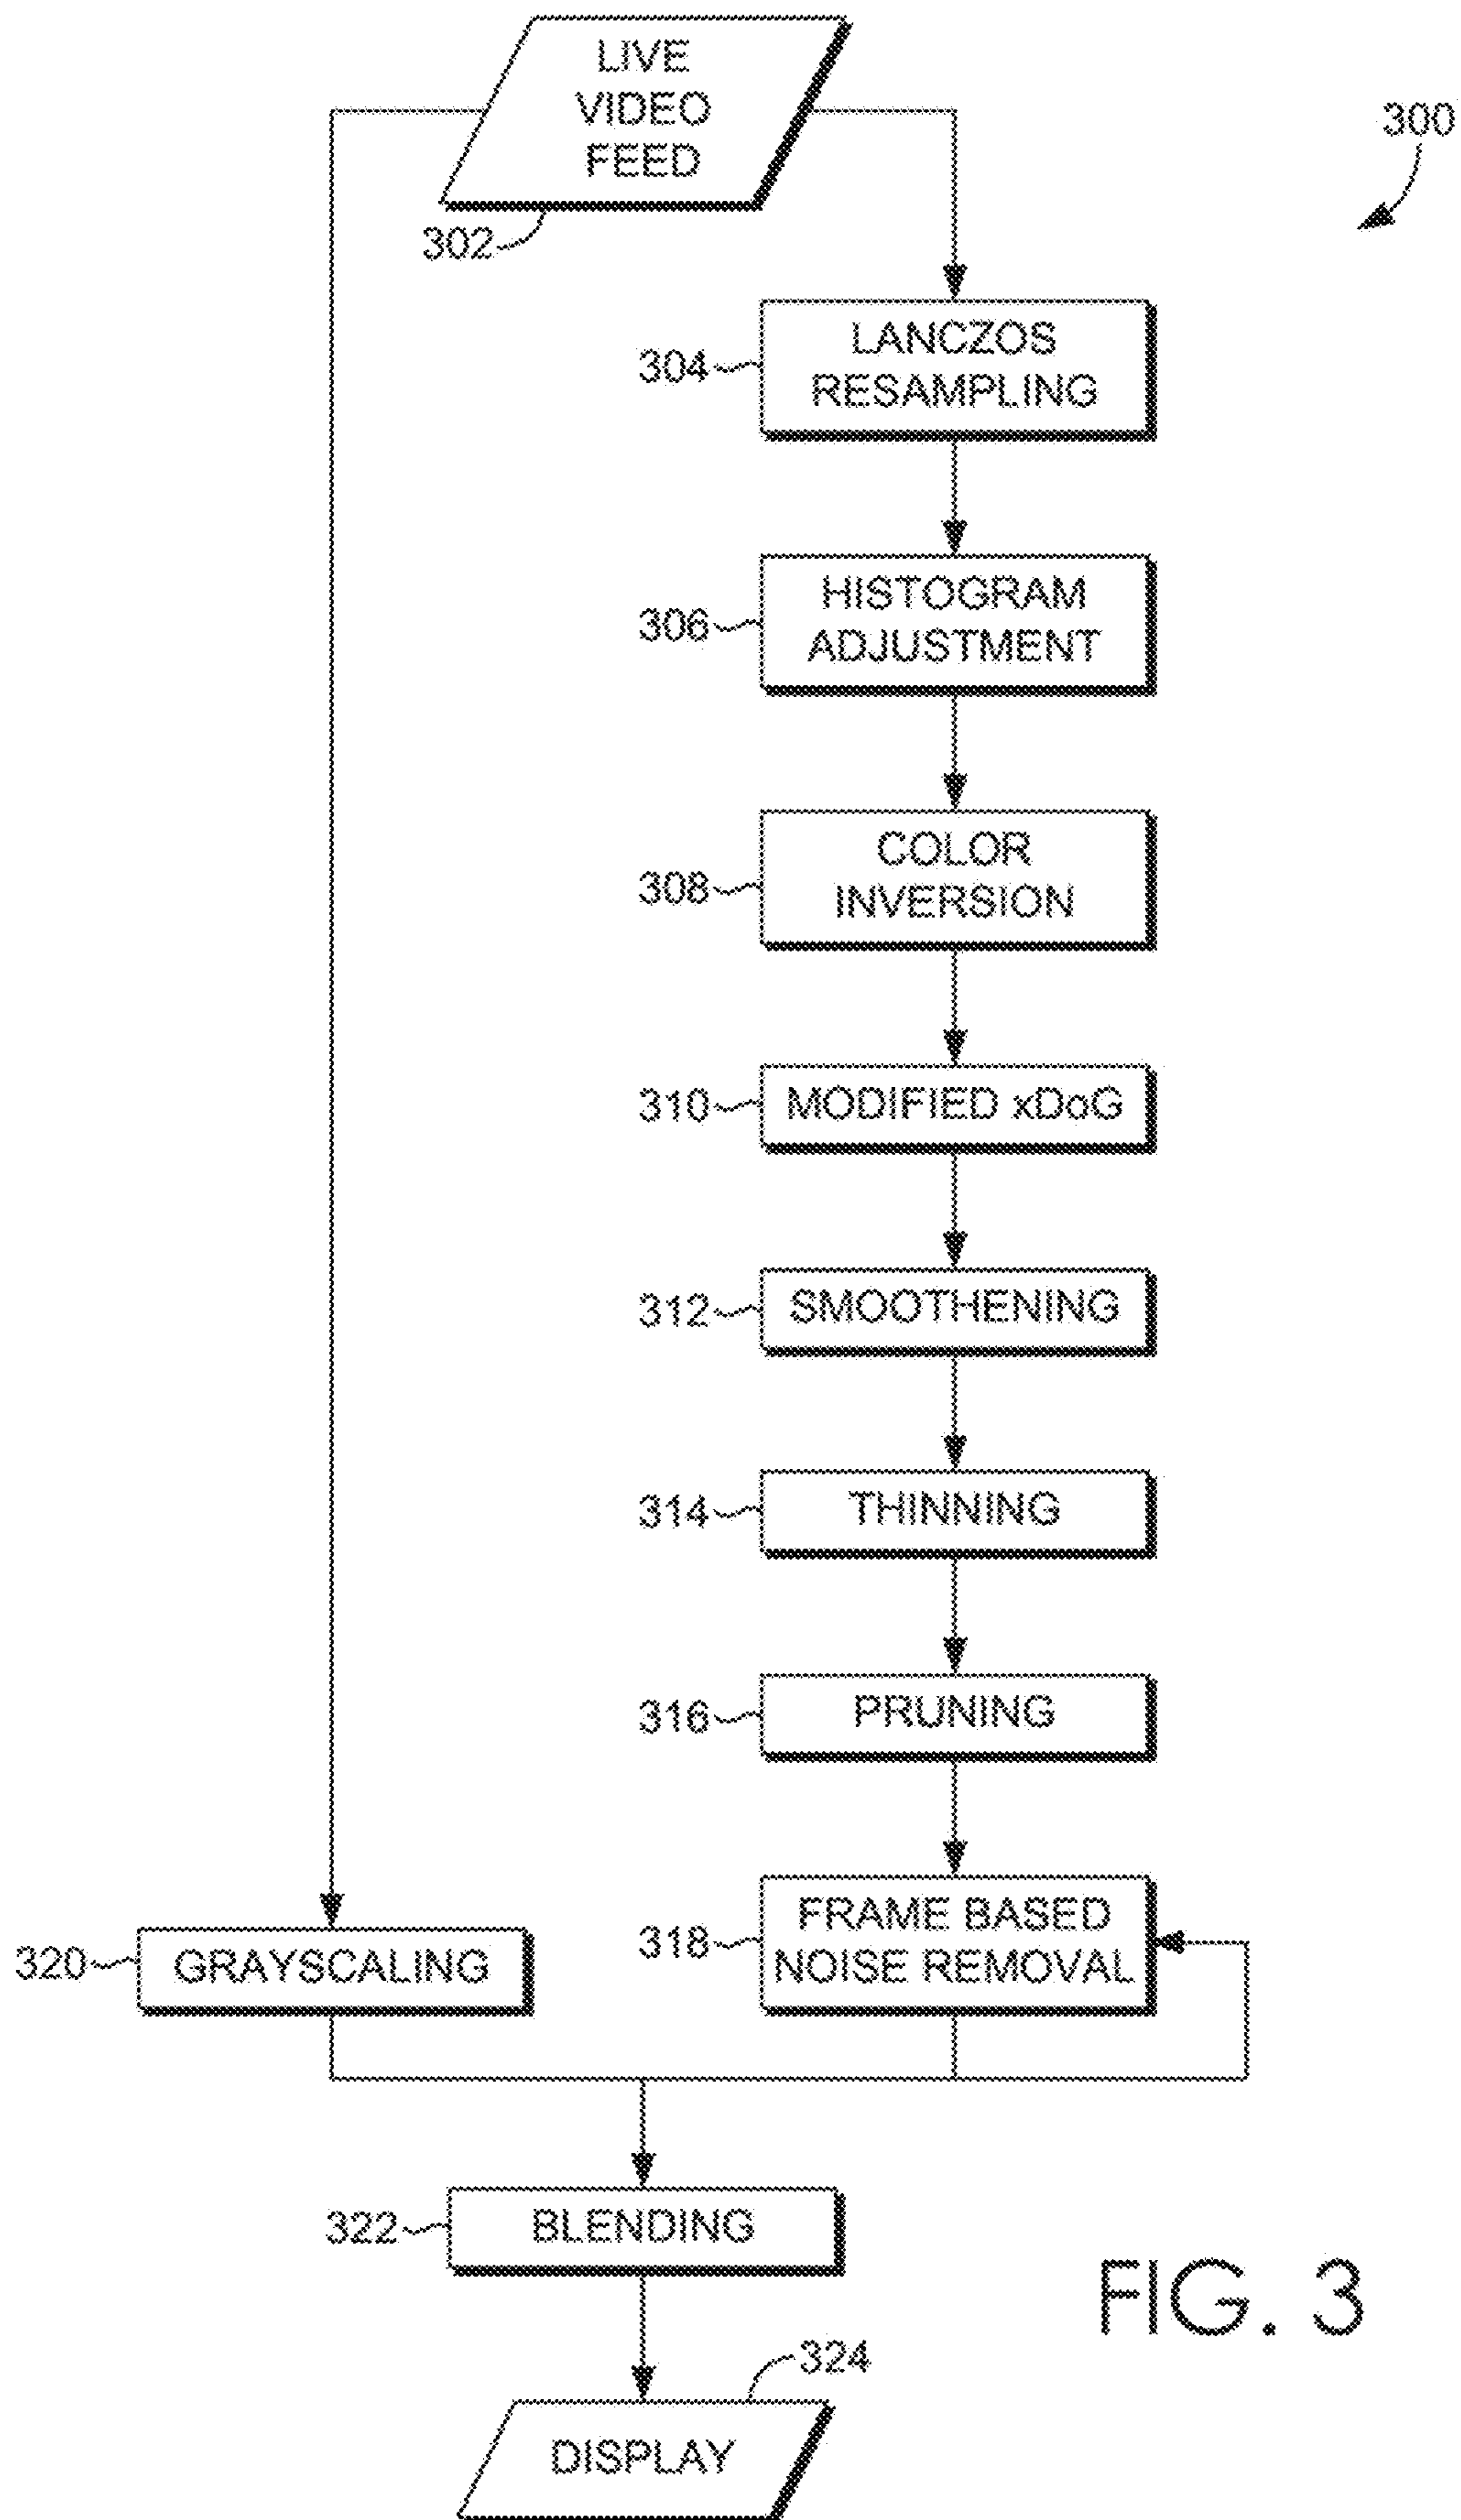 LIVE
VIDEO
FEED
300
302
304
LANCZOS
RESAMPLING
306
HISTOGRAM
ADJUSTMENT
308
COLOR
INVERSION
310
MODIFIED xDoG
312
SMOOTHENING
314
THINNING
316
PRUNING
318
FRAME BASED
NOISE REMOVAL
320
GRAYSCALING
322
BLENDING
FIG. 3
324
DISPLAY